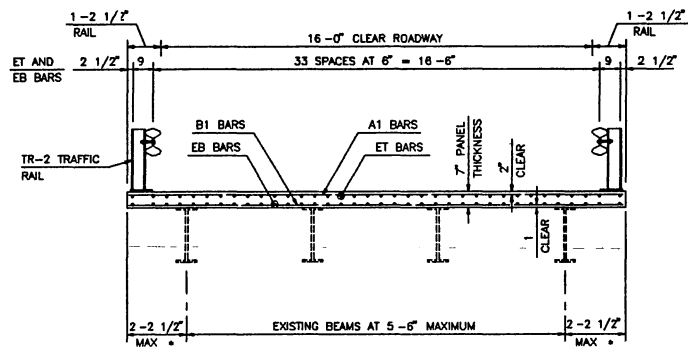 1 -2 1/2"
RAIL
16 -0" CLEAR ROADWAY
1 -2 1/2"
RAIL
ET AND
EB BARS
2 1/2"
9
33 SPACES AT 6" = 16 -6"
9
2 1/2"
B1 BARS
EB BARS
A1 BARS
ET BARS
7" PANEL
THICKNESS
2"
CLEAR
TR-2 TRAFFIC
RAIL
1
CLEAR
2 -2 1/2"
MAX *
EXISTING BEAMS AT 5 -6" MAXIMUM
2 -2 1/2"
MAX *